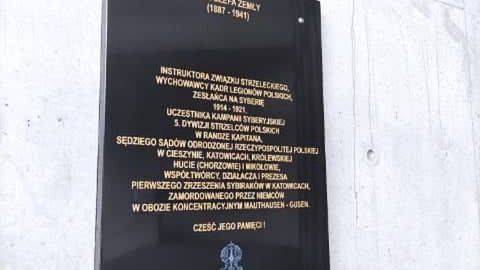 ZEMŁY
(1887 - 1941)
INSTRUKTORA ZWIĄZKU STRZELECKIEGO,
WYCHOWAWCY KADR LEGIONÓW POLSKICH,
ZESŁAŃCA NA SYBERIĘ
1914 - 1921,
UCZESTNIKA KAMPANII SYBERYJSKIEJ
5. DYWIZJI STRZELCÓW POLSKICH
W RANDZE KAPITANA,
SĘDZIEGO SĄDÓW ODRODZONEJ RZECZYPOSPOLITEJ POLSKIEJ
W CIESZYNIE, KATOWICACH, KRÓLEWSKIEJ
HUCIE (CHORZOWIE) I MIKOŁOWIE,
WSPÓŁTWÓRCY, DZIAŁACZA I PREZESA
PIERWSZEGO ZRZESZENIA SYBIRAKÓW W KATOWICACH,
ZAMORDOWANEGO PRZEZ NIEMCÓW
W OBOZIE KONCENTRACYJNYM MAUTHAUSEN - GUSEN.
CZEŚĆ JEGO PAMIĘCI !